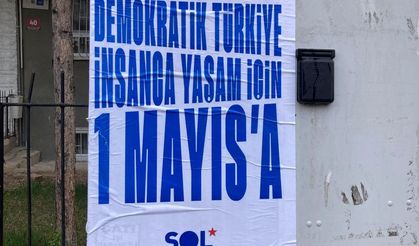 DEMOKRATİK TÜRKİYE
İNSANCA YAŞAM İÇİN
1 MAYIS'A
SOL
40